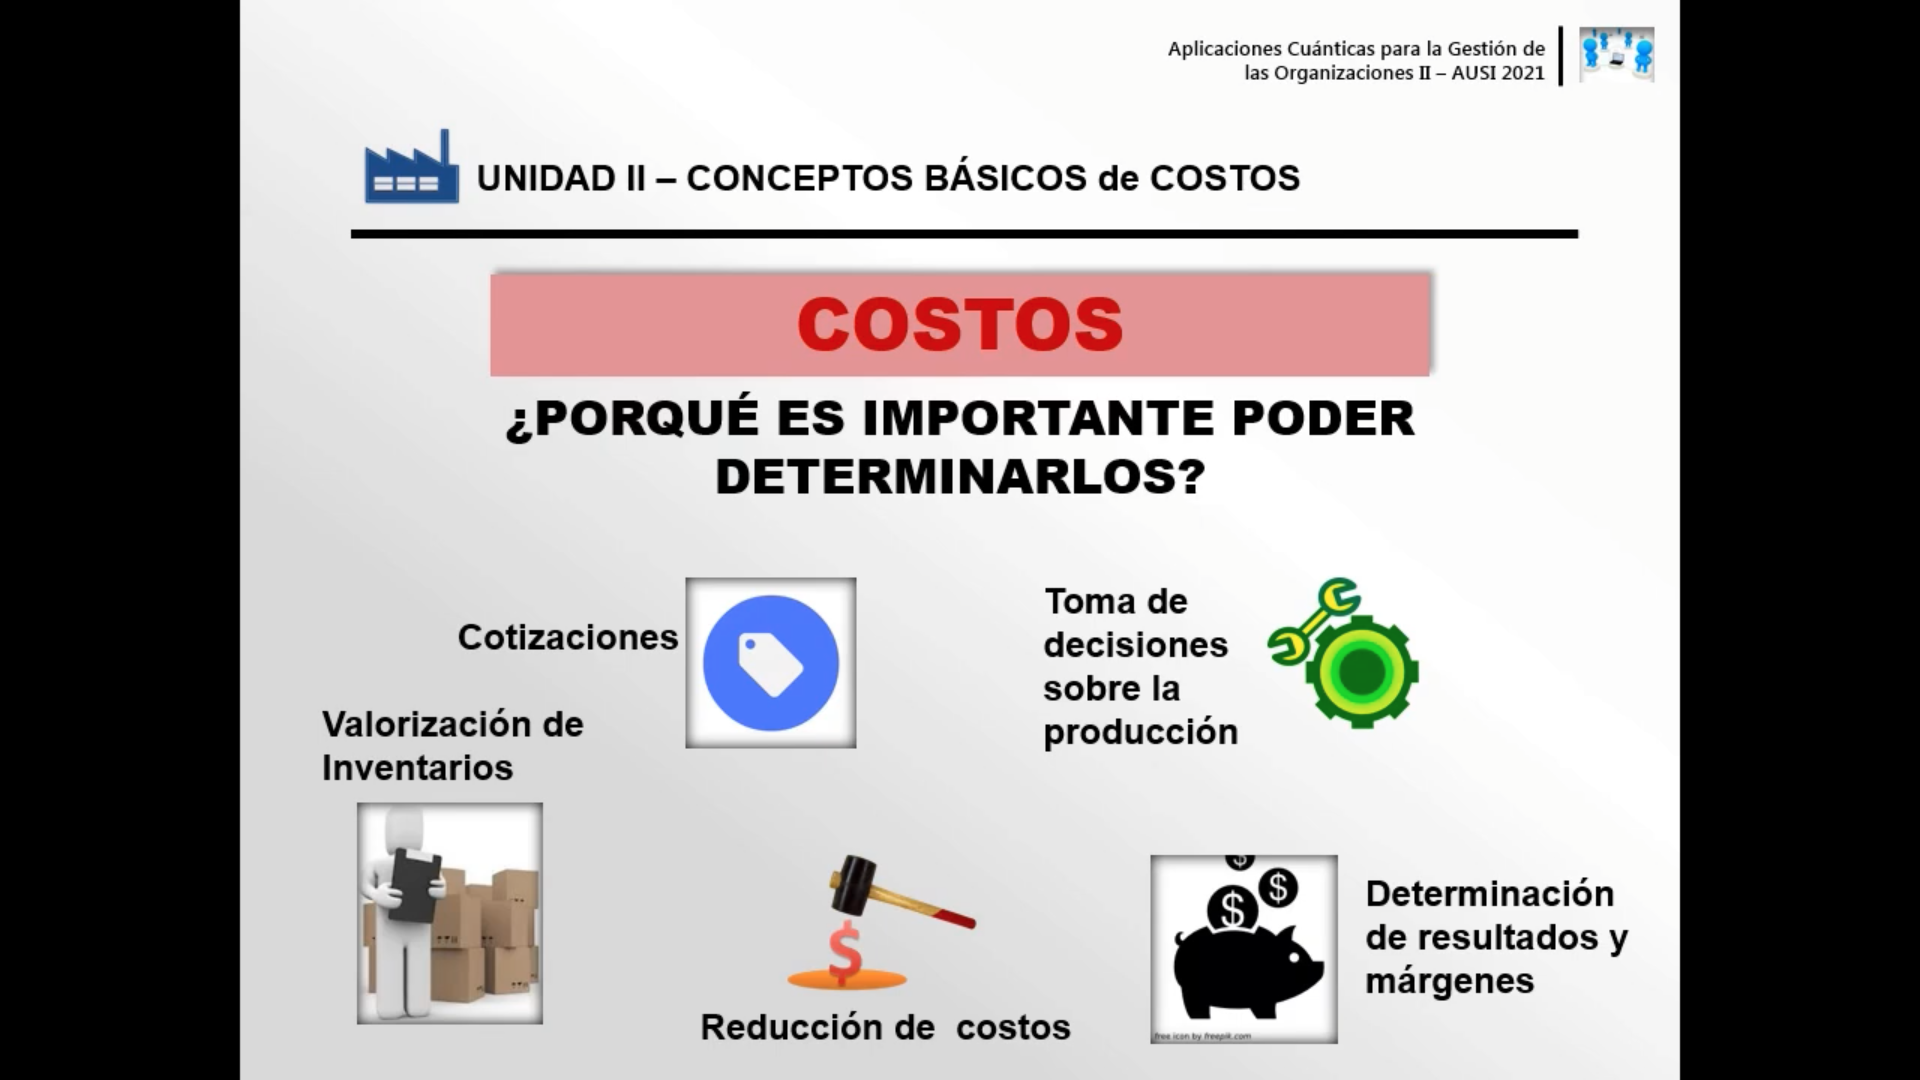 Aplicaciones Cuánticas para la Gestión de
las Organizaciones II – AUSI 2021
UNIDAD II – CONCEPTOS BÁSICOS de COSTOS
COSTOS
¿PORQUÉ ES IMPORTANTE PODER
DETERMINARLOS?
Cotizaciones
Toma de
decisiones
sobre la
producción
Valorización de
Inventarios
$
Reducción de  costos
$
$
$
free icon by freepik.com
Determinación
de resultados y
márgenes